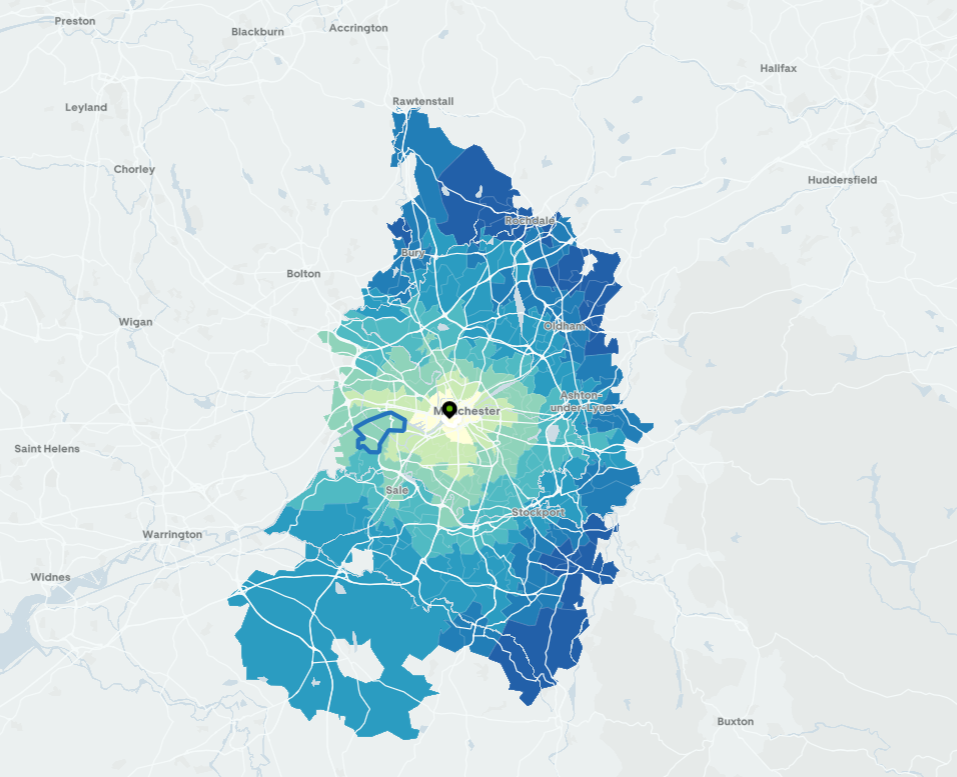 Preston
Blackburn
Accrington
Halifax
Leyland
Rawtenstall
Chorley
Huddersfield
Rochdale
Bury
Bolton
Wigan
Oldham
Ashton-
under-Lyne
Manchester
Saint Helens
Sale
Stockport
Warrington
Widnes
Buxton